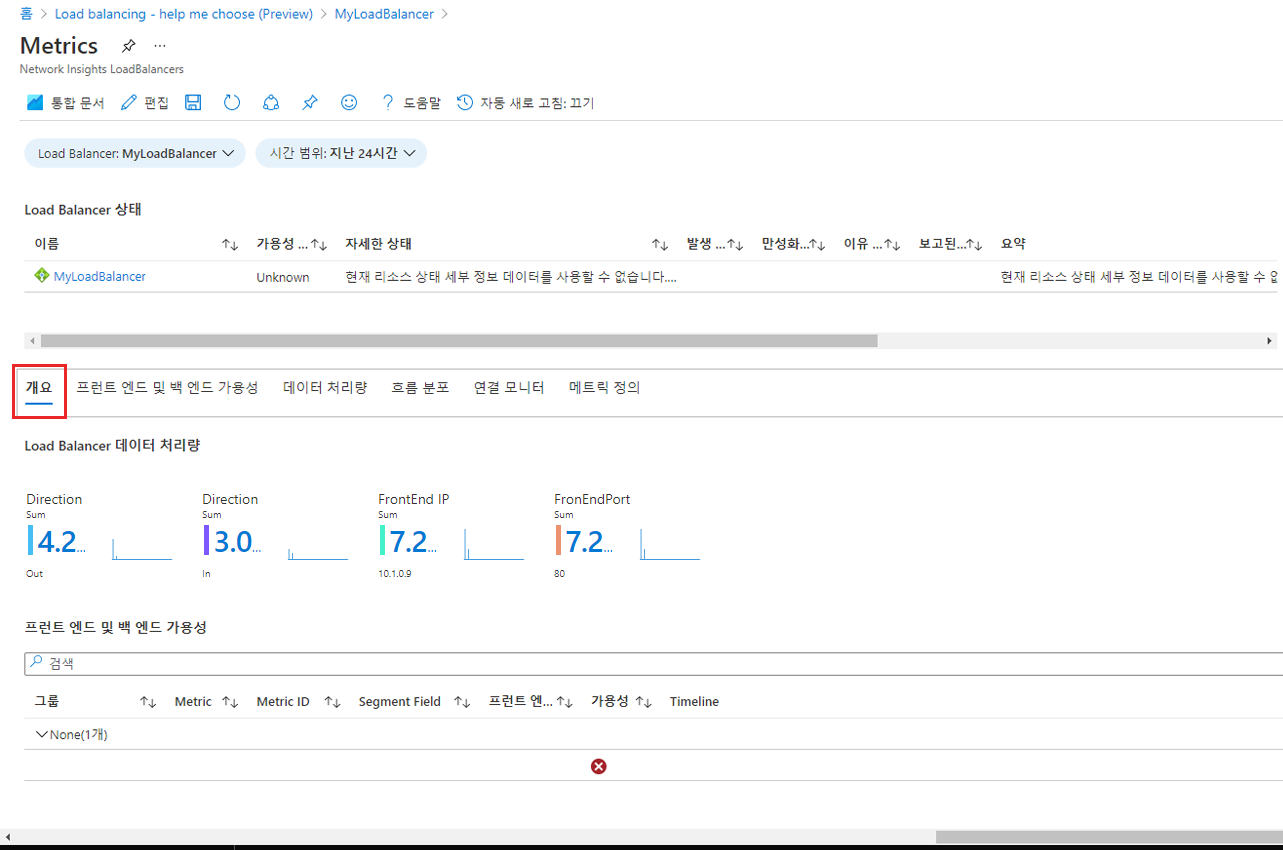 홈 > Load balancing - help me choose (Preview) > MyLoadBalancer >
Metrics ...
Network Insights LoadBalancers
통합 문서 편집 ? 도움말 자동 새로 고침: 끄기
Load Balancer: MyLoadBalancer 시간 범위: 지난 24시간
Load Balancer 상태
이름 ↑↓ 가용성 ...↑↓ 자세한 상태 ↑↓ 발생 ...↑↓ 만성화...↑↓ 이유 ...↑↓ 보고된...↑↓ 요약
MyLoadBalancer Unknown 현재 리소스 상태 세부 정보 데이터를 사용할 수 없습니다.... 현재 리소스 상태 세부 정보 데이터를 사용할 수 없
개요 프런트 엔드 및 백 엔드 가용성 데이터 처리량 흐름 분포 연결 모니터 메트릭 정의
Load Balancer 데이터 처리량
Direction Direction FrontEnd IP FronEndPort
Sum Sum Sum Sum
4.2... 3.0... 7.2... 7.2...
Out In 10.1.0.9 80
프런트 엔드 및 백 엔드 가용성
검색
그룹 ↑↓ Metric ↑↓ Metric ID ↑↓ Segment Field ↑↓ 프런트 엔...↑↓ 가용성 ↑↓ Timeline
None(1개)